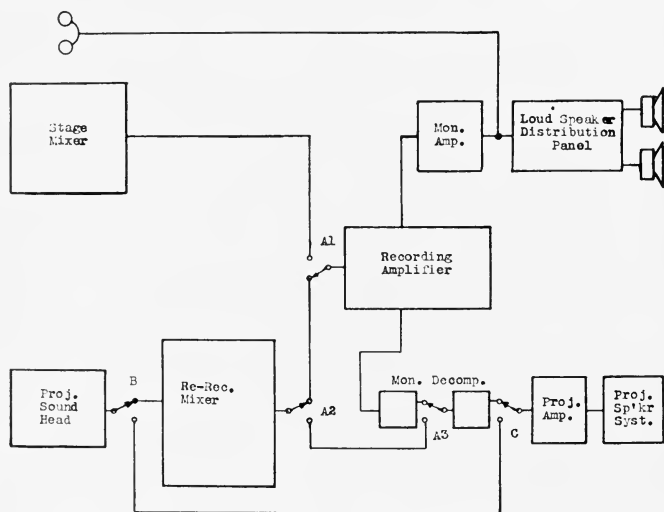 Stage
Mixer
Mon.
Amp.
Loud Speaker
Distribution
Panel
A1
Recording
Amplifier
Proj.
Sound
Head
B
Re-Rec.
Mixer
A2
Mon. Decomp.
A3
C
Proj.
Amp.
Proj.
Sp'kr
Syst.